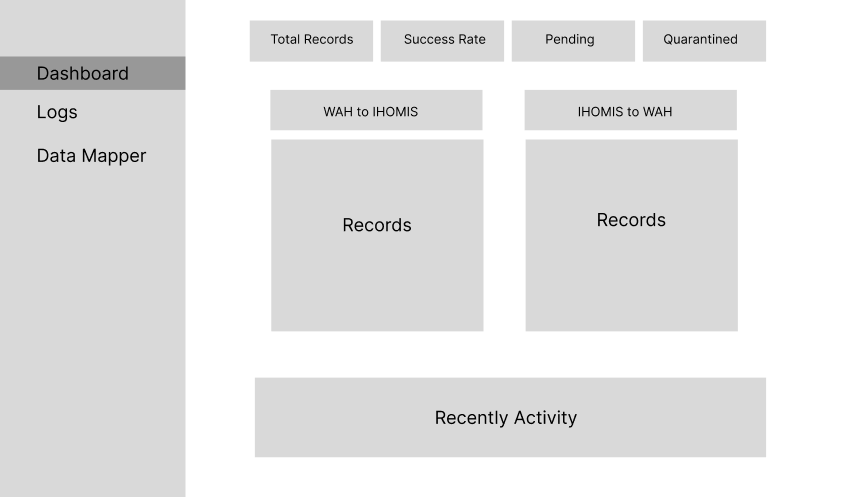 Dashboard
Logs
Data Mapper
Total Records
Success Rate
Pending
Quarantined
WAH to IHOMIS
IHOMIS to WAH
Records
Records
Recently Activity